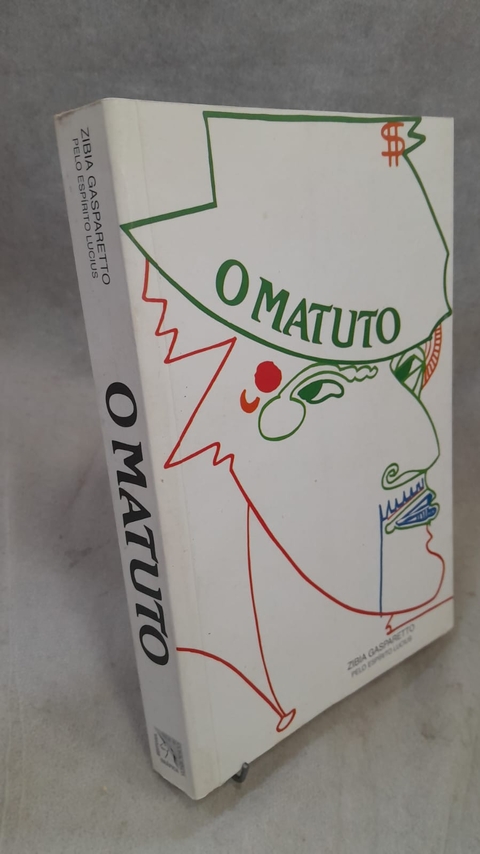 ZIBIA GASPARETTO
PELO ESPÍRITO LUCIUS
O MATUTO
$
O MATUTO
ZIBIA GASPARETTO
PELO ESPÍRITO LUCIUS